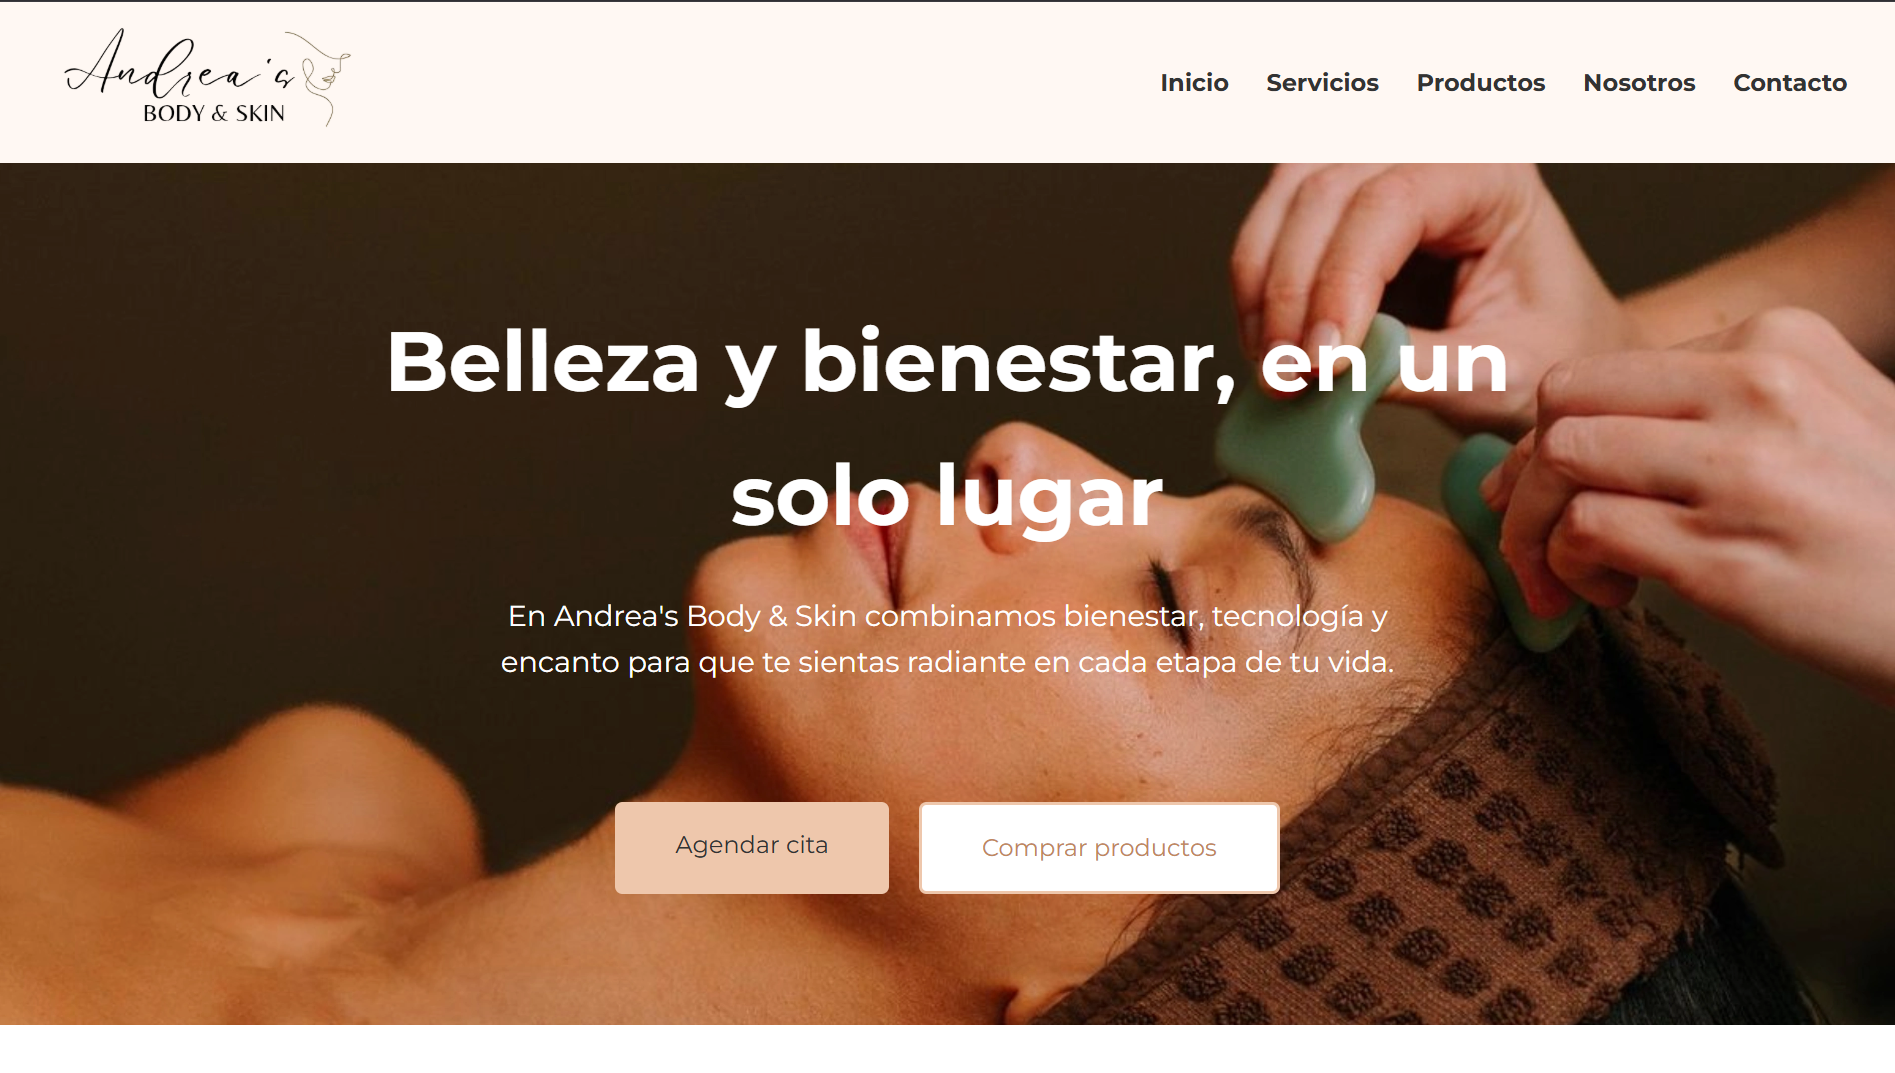 Andrea's
BODY & SKIN
Inicio Servicios Productos Nosotros Contacto
Belleza y bienestar, en un
solo lugar
En Andrea's Body & Skin combinamos bienestar, tecnología y
encanto para que te sientas radiante en cada etapa de tu vida.
Agendar cita
Comprar productos